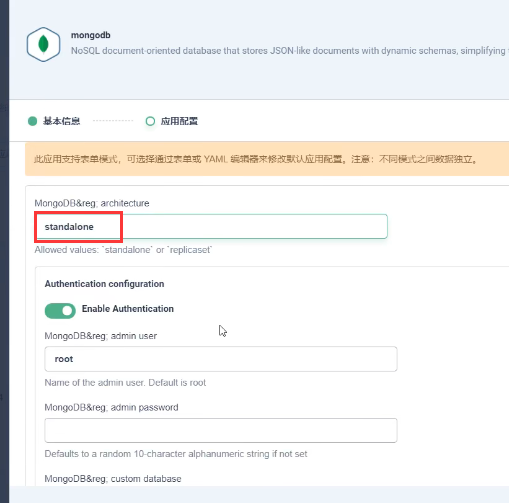 mongodb
NoSQL document-oriented database that stores JSON-like documents with dynamic schemas, simplifying
基本信息
应用配置
此应用支持表单模式，可选择通过表单或 YAML 编辑器来修改默认应用配置。注意：不同模式之间数据独立。
MongoDB&reg; architecture
standalone
Allowed values: `standalone` or `replicaset`
Authentication configuration
Enable Authentication
MongoDB&reg; admin user
root
Name of the admin user. Default is root
MongoDB&reg; admin password
Defaults to a random 10-character alphanumeric string if not set
MongoDB&reg; custom database